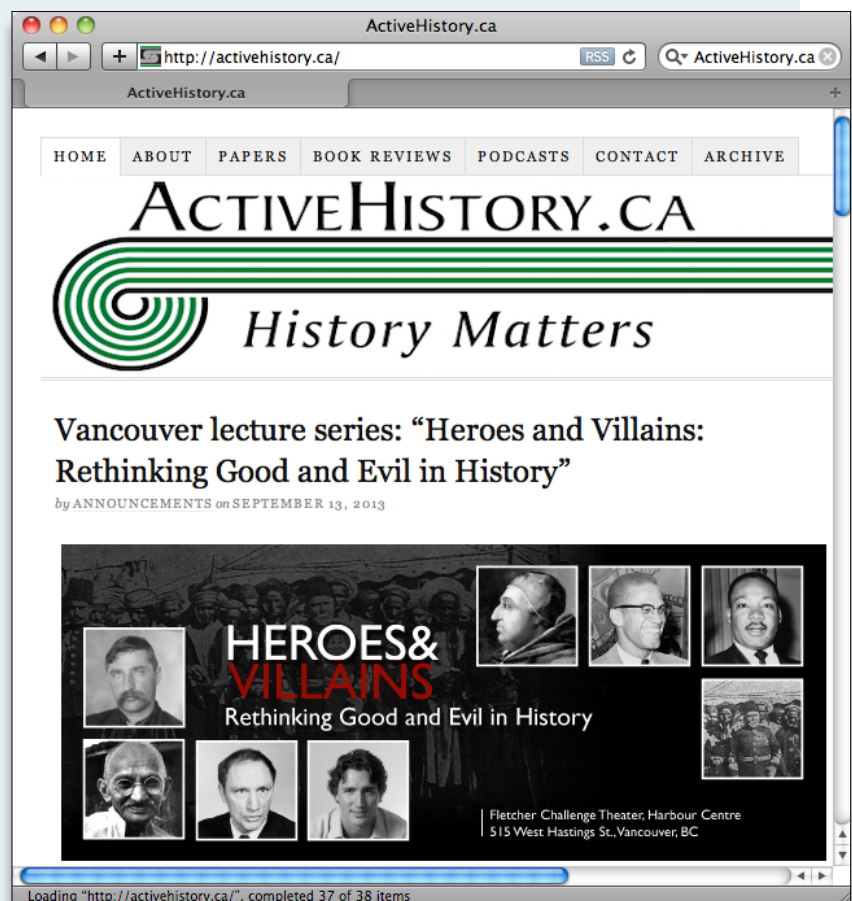 ActiveHistory.ca
http://activehistory.ca/ RSS ActiveHistory.ca
ActiveHistory.ca
HOME ABOUT PAPERS BOOK REVIEWS PODCASTS CONTACT ARCHIVE
ACTIVEHISTORY.CA
History Matters
Vancouver lecture series: “Heroes and Villains:
Rethinking Good and Evil in History”
by ANNOUNCEMENTS on SEPTEMBER 13, 2013
HEROES&
VILLAINS
Rethinking Good and Evil in History
Fletcher Challenge Theater, Harbour Centre
515 West Hastings St., Vancouver, BC
Loading “http://activehistory.ca/”, completed 37 of 38 items